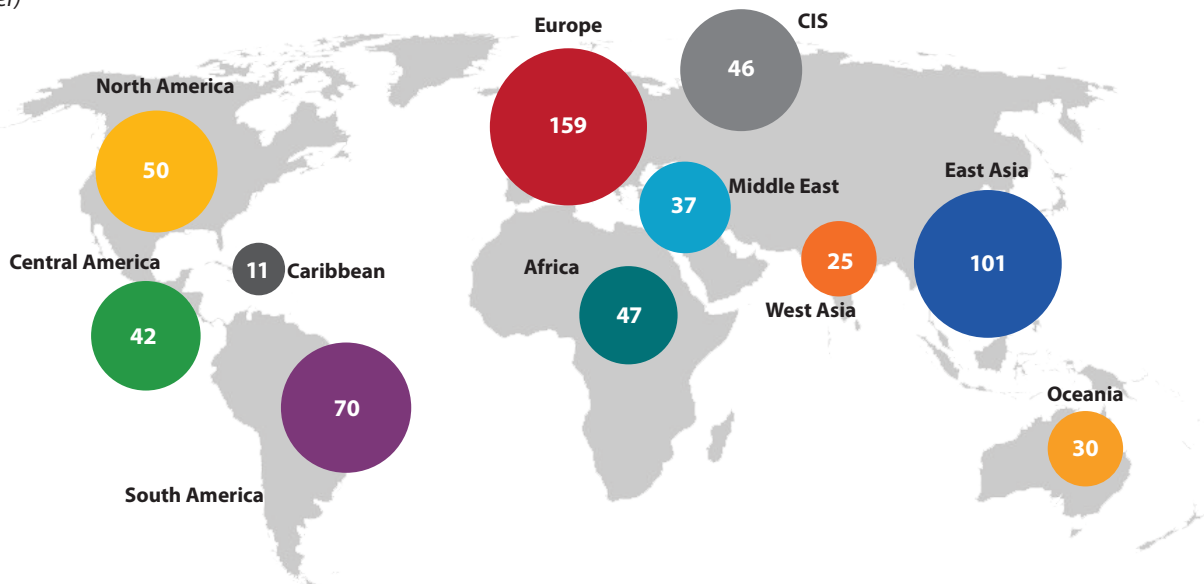 Europe
159
CIS
46
North America
50
Middle East
37
East Asia
101
Central America
42
11
Caribbean
Africa
47
25
West Asia
70
South America
Oceania
30